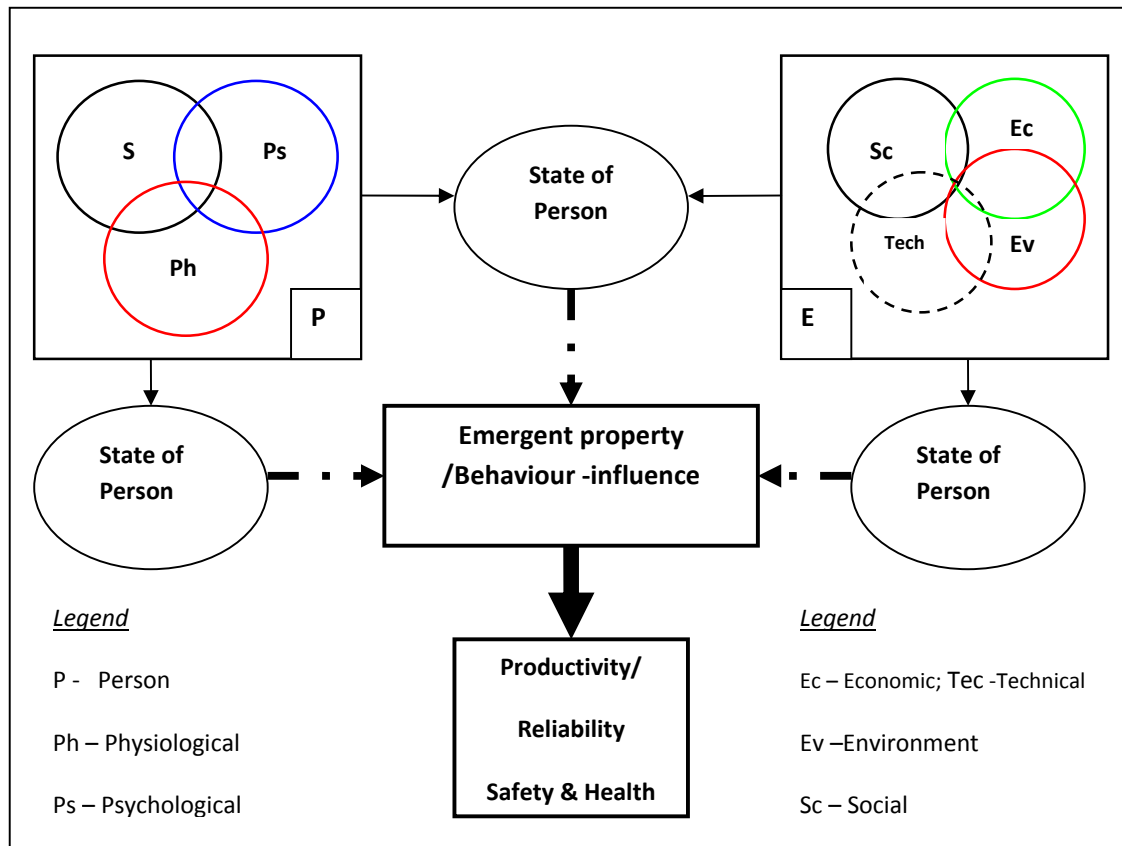 S
Ps
Ph
P
State of
Person
Sc
Ec
Tech
Ev
E
State of
Person
Emergent property
/Behaviour -influence
State of
Person
Legend
P - Person
Ph – Physiological
Ps – Psychological
Productivity/
Reliability
Safety & Health
Legend
Ec – Economic; Tec -Technical
Ev –Environment
Sc – Social